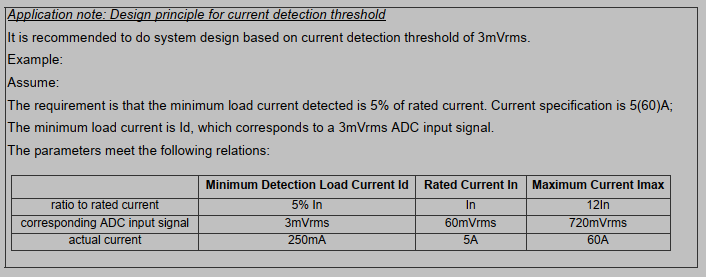 Application note: Design principle for current detection threshold
It is recommended to do system design based on current detection threshold of 3mVrms.
Example:
Assume:
The requirement is that the minimum load current detected is 5% of rated current. Current specification is 5(60)A;
The minimum load current is Id, which corresponds to a 3mVrms ADC input signal.
The parameters meet the following relations:
Minimum Detection Load Current Id Rated Current In Maximum Current Imax
ratio to rated current 5% In In 12In
corresponding ADC input signal 3mVrms 60mVrms 720mVrms
actual current 250mA 5A 60A